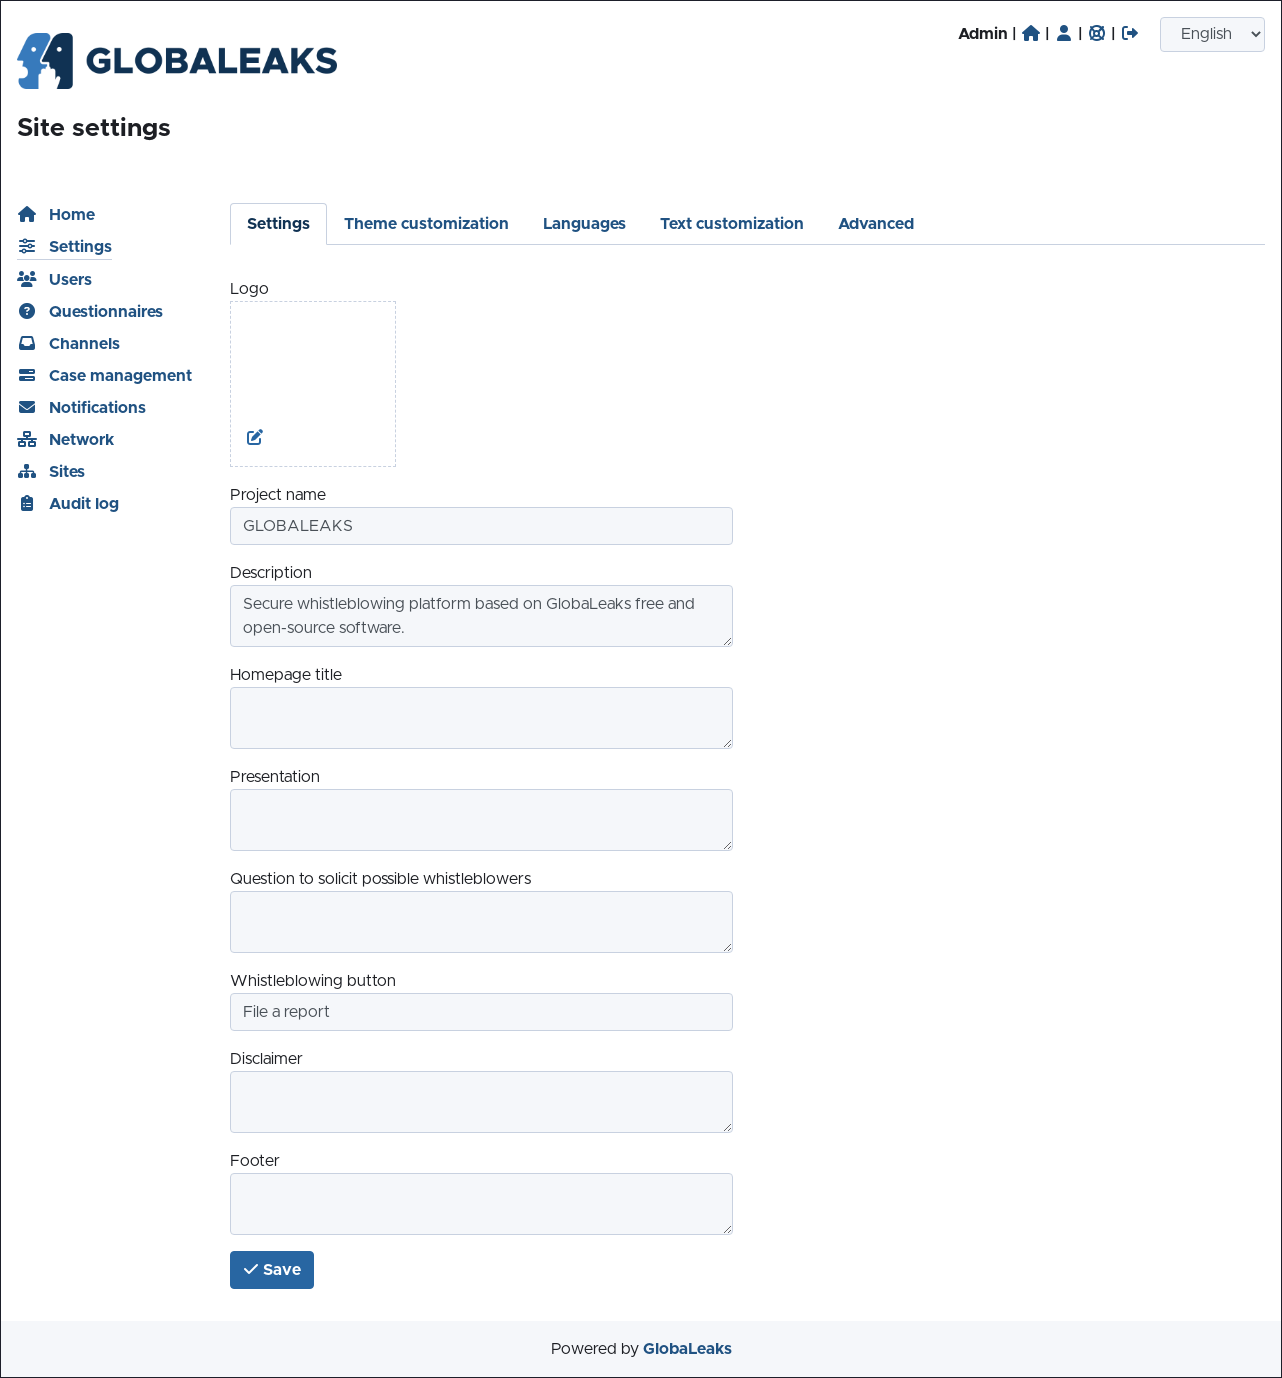 GLOBALEAKS
Admin | | | |
English
Site settings
Home
Settings
Users
Questionnaires
Channels
Case management
Notifications
Network
Sites
Audit log
Settings Theme customization Languages Text customization Advanced
Logo
Project name
GLOBALEAKS
Description
Secure whistleblowing platform based on GlobaLeaks free and
open-source software.
Homepage title
Presentation
Question to solicit possible whistleblowers
Whistleblowing button
File a report
Disclaimer
Footer
Save
Powered by GlobaLeaks